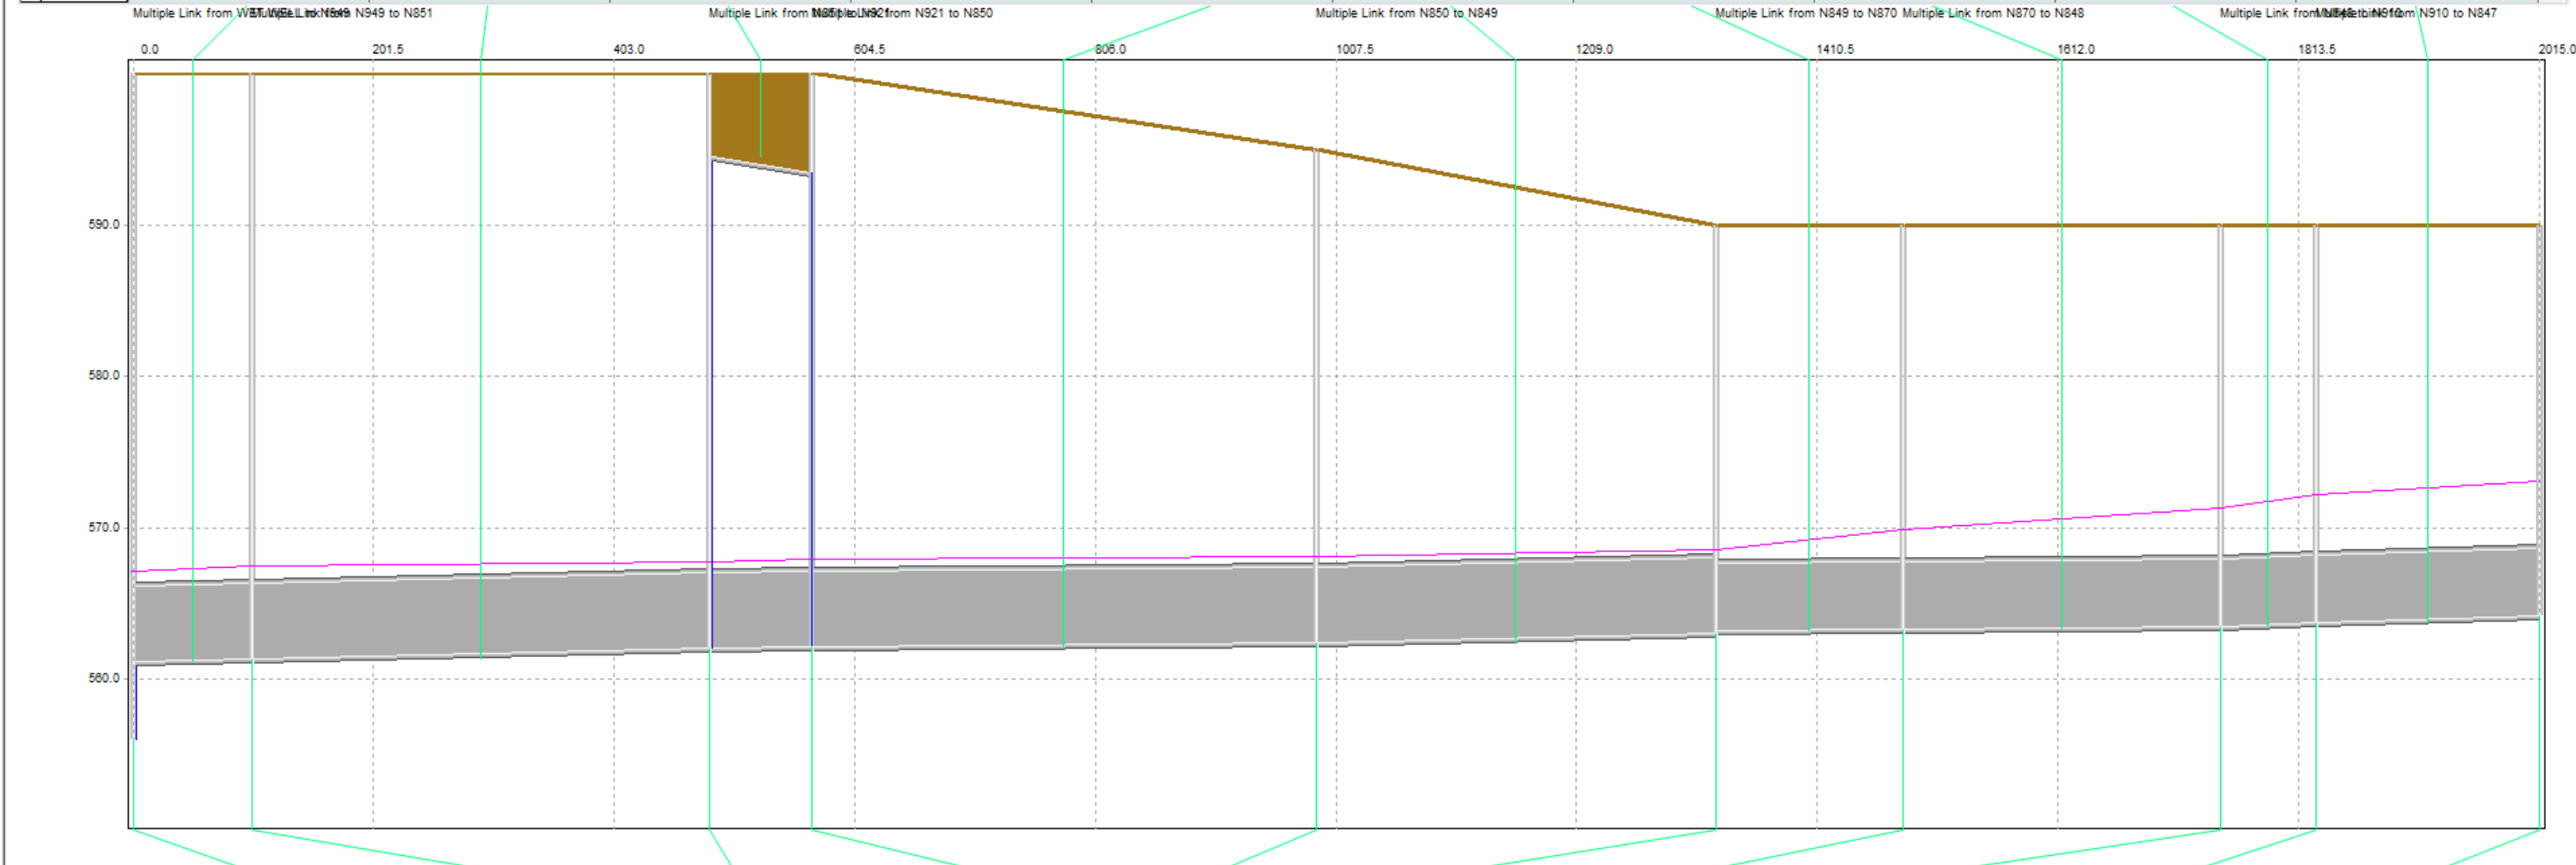 Multiple Link from N949 to N851
Multiple Link from N921 to N850
Multiple Link from N850 to N849
Multiple Link from N849 to N870
Multiple Link from N870 to N848
Multiple Link from N910 to N847
0.0 201.5 403.0 604.5 806.0 1007.5 1209.0 1410.5 1612.0 1813.5 2015.0
590.0
580.0
570.0
560.0